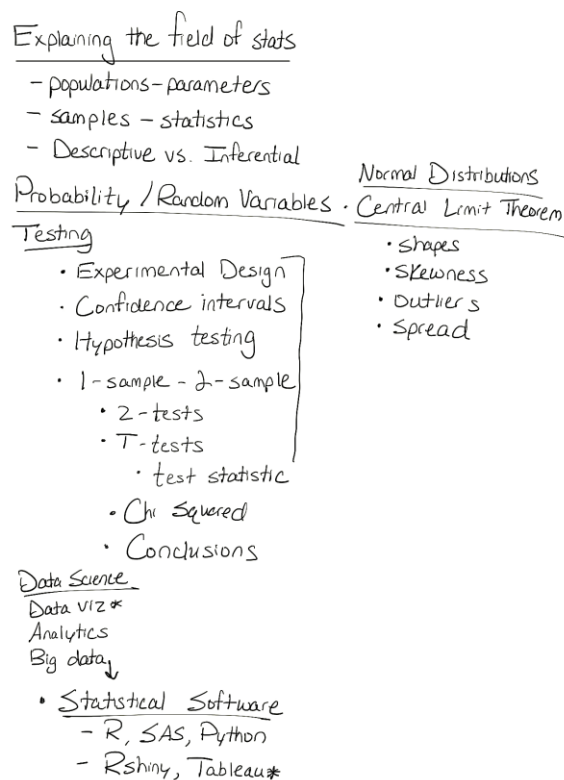 Explaining the field of stats
- populations - parameters
- samples - statistics
- Descriptive vs. Inferential
Probability / Random Variables
Normal Distributions
• Central Limit Theorem
• shapes
• Skewness
• Outliers
• Spread
Testing
• Experimental Design
• Confidence intervals
• Hypothesis testing
• 1-sample - 2-sample
• Z-tests
• T-tests
• test statistic
• Chi Squared
• Conclusions
Data Science
Data viz *
Analytics
Big data
• Statistical Software
- R, SAS, Python
- Rshiny, Tableau*